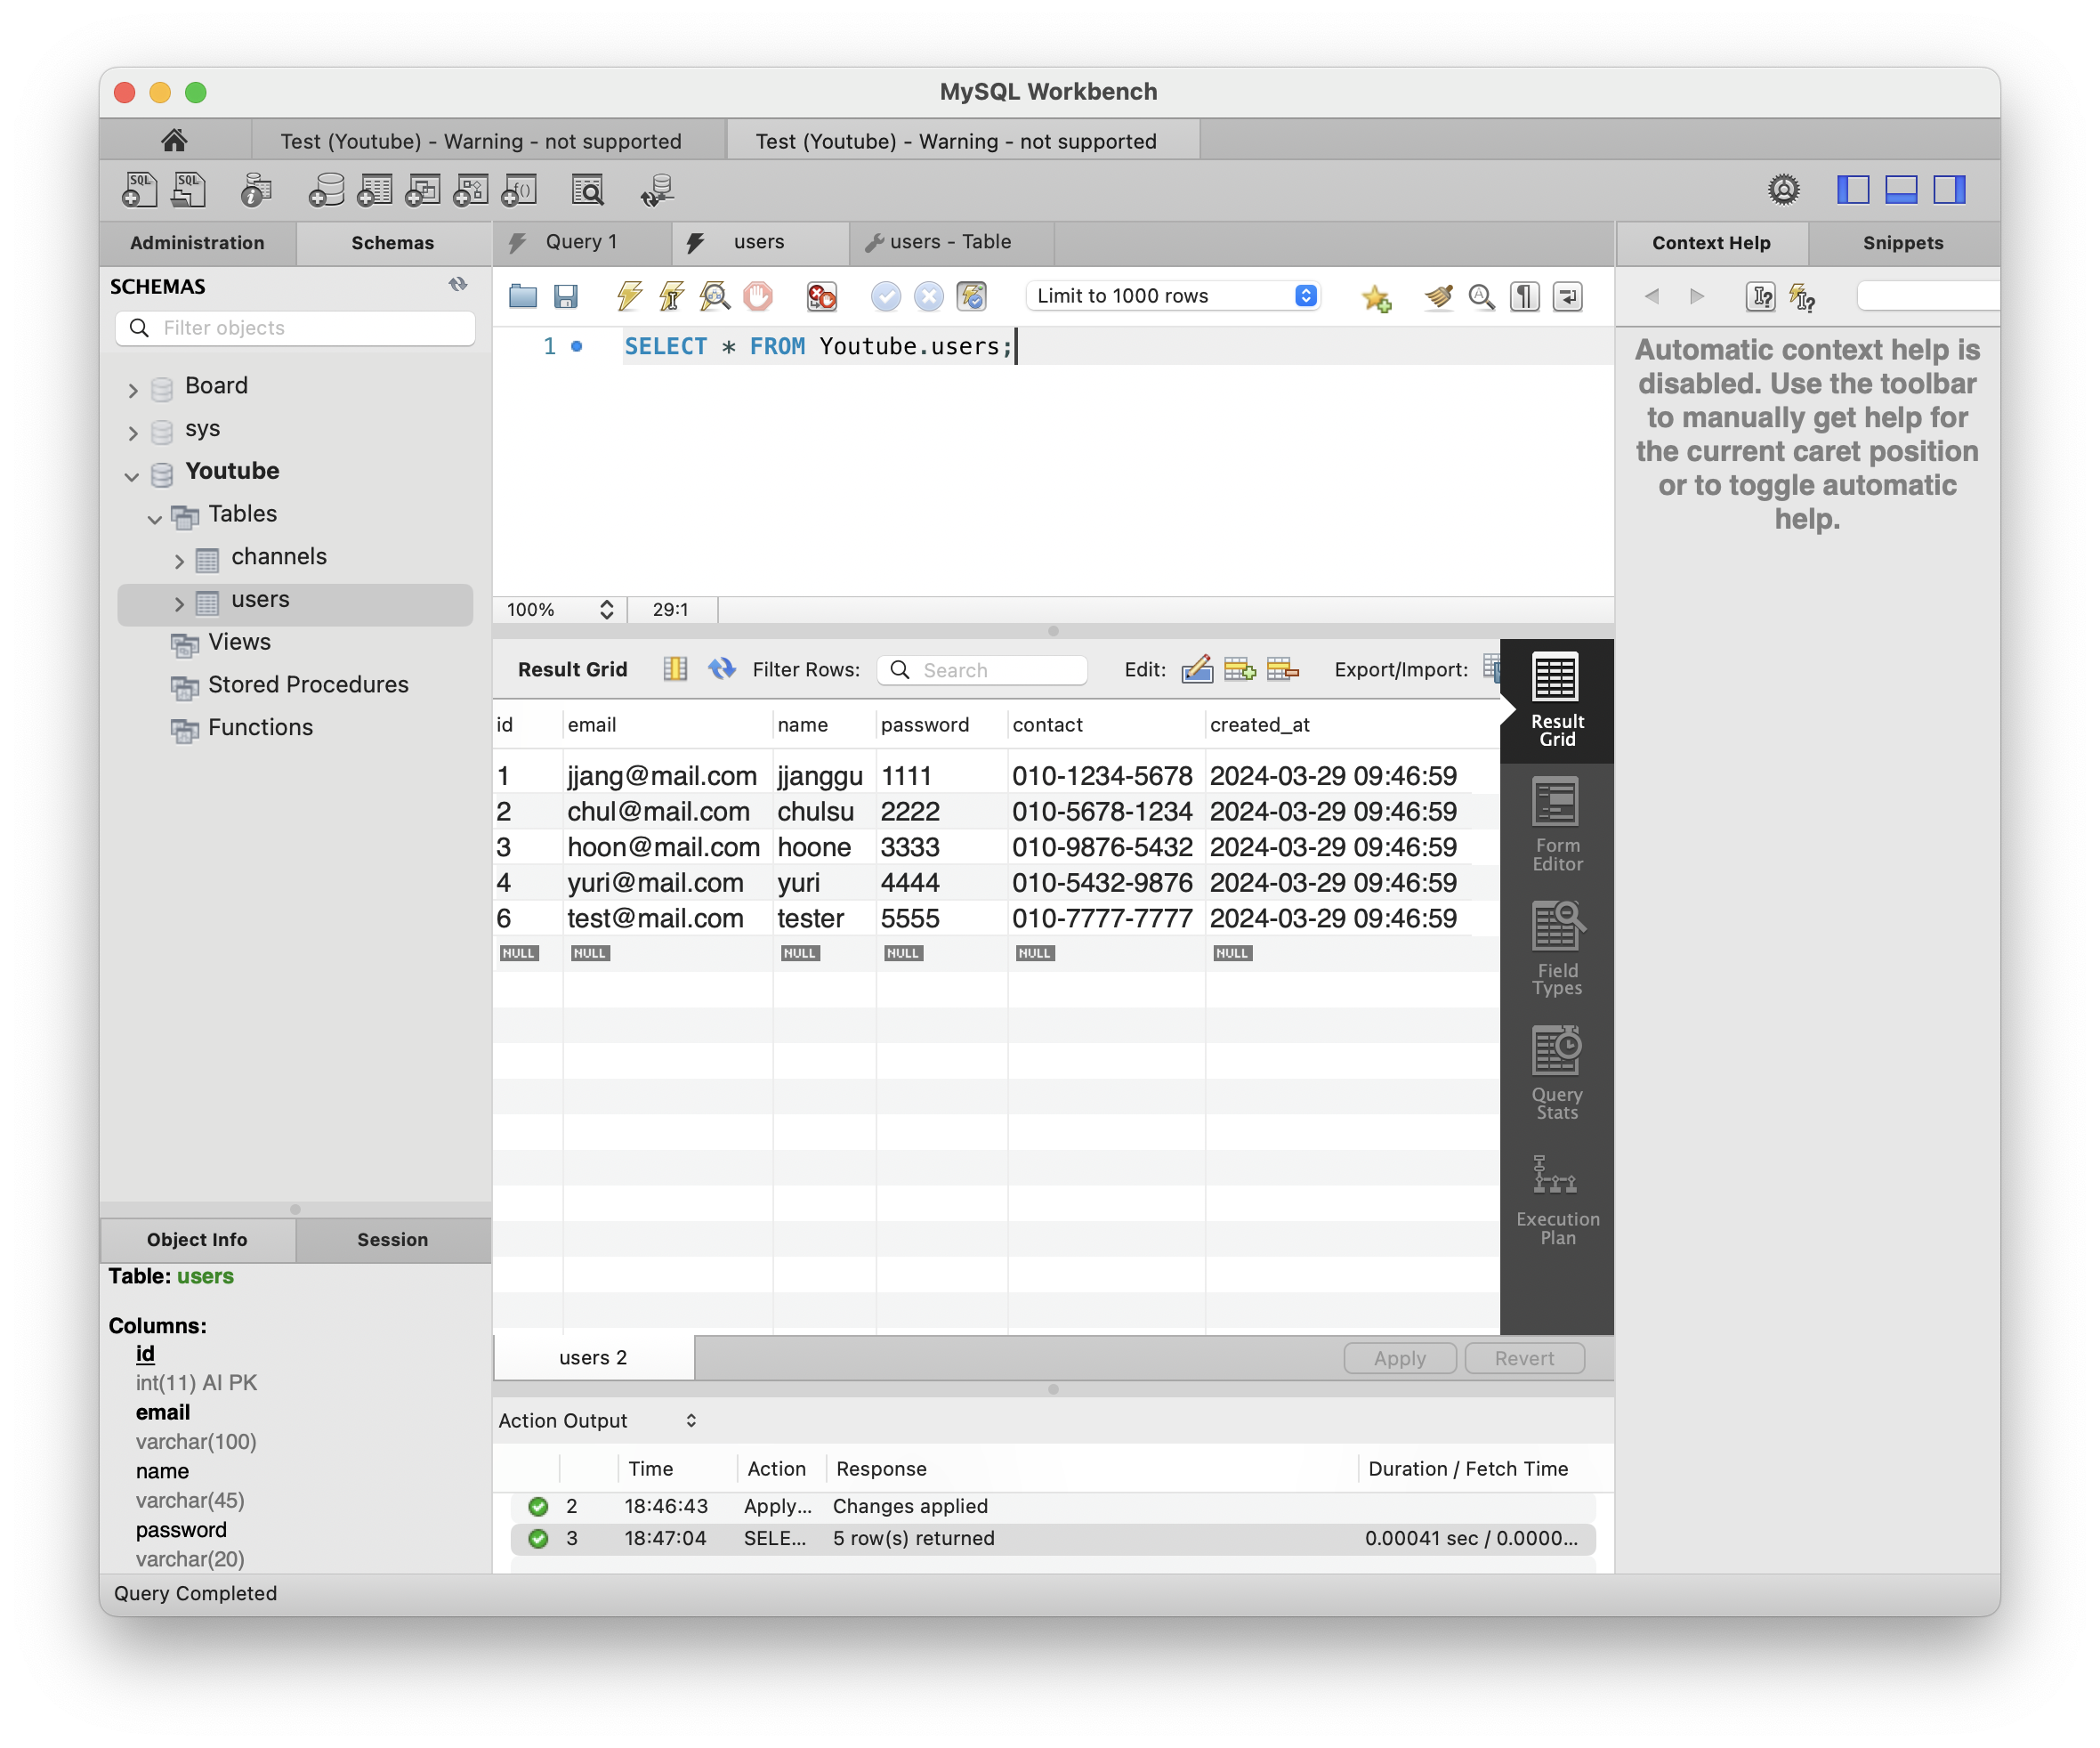 MySQL Workbench
Test (Youtube) - Warning - not supported
Test (Youtube) - Warning - not supported
Administration
Schemas
Query 1
users
users - Table
Context Help
Snippets
SCHEMAS
Filter objects
Board
sys
Youtube
Tables
channels
users
Views
Stored Procedures
Functions
Limit to 1000 rows
1 SELECT * FROM Youtube.users;
100% 29:1
Automatic context help is
disabled. Use the toolbar
to manually get help for
the current caret position
or to toggle automatic
help.
Result Grid Filter Rows: Search Edit: Export/Import:
id email name password contact created_at
1 jjang@mail.com jjanggu 1111 010-1234-5678 2024-03-29 09:46:59
2 chul@mail.com chulsu 2222 010-5678-1234 2024-03-29 09:46:59
3 hoon@mail.com hoone 3333 010-9876-5432 2024-03-29 09:46:59
4 yuri@mail.com yuri 4444 010-5432-9876 2024-03-29 09:46:59
6 test@mail.com tester 5555 010-7777-7777 2024-03-29 09:46:59
NULL NULL NULL NULL NULL NULL
Result
Grid
Form
Editor
Field
Types
Query
Stats
Execution
Plan
users 2
Apply
Revert
Object Info
Session
Table: users
Columns:
id
int(11) AI PK
email
varchar(100)
name
varchar(45)
password
varchar(20)
Action Output
Time Action Response Duration / Fetch Time
2 18:46:43 Apply... Changes applied
3 18:47:04 SELE... 5 row(s) returned 0.00041 sec / 0.0000...
Query Completed